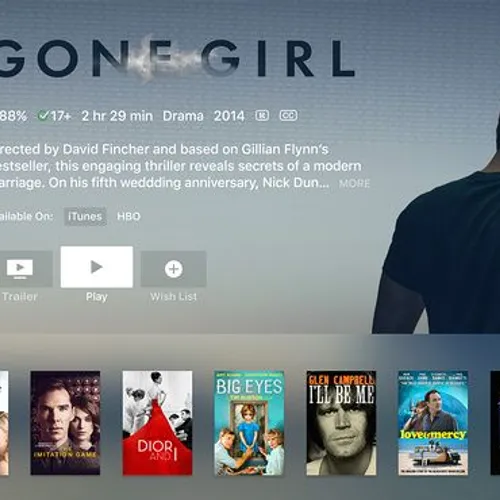 GONE GIRL
88% 17+ 2 hr 29 min Drama 2014 R CC
rected by David Fincher and based on Gillian Flynn's
estseller, this engaging thriller reveals secrets of a modern
arriage. On his fifth weddding anniversary, Nick Dun... MORE
ailable On: iTunes HBO
Trailer Play Wish List
IMITATION GAME
DIOR
AND I
BIG EYES
GLEN CAMPBELL
I'LL BE ME
love&mercy